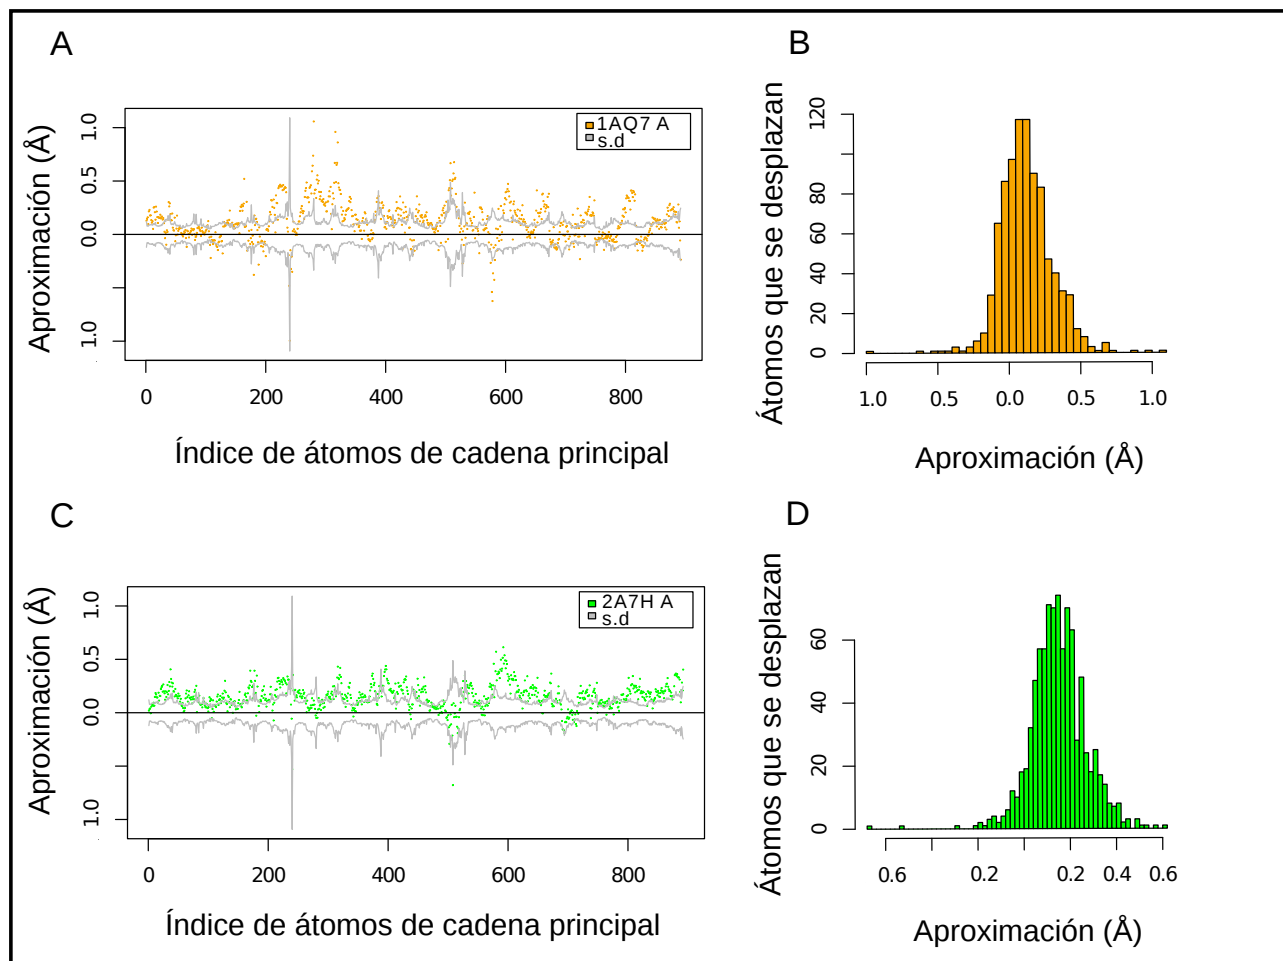 A
Aproximación (Å)
1.0
0.5
0.0
1.0
1AQ7 A
s.d
0 200 400 600 800
Índice de átomos de cadena principal
B
Átomos que se desplazan
120
80
60
40
20
0
1.0 0.5 0.0 0.5 1.0
Aproximación (Å)
C
Aproximación (Å)
1.0
0.5
0.0
1.0
2A7H A
s.d
0 200 400 600 800
Índice de átomos de cadena principal
D
Átomos que se desplazan
60
40
20
0
0.6 0.2 0.2 0.4 0.6
Aproximación (Å)